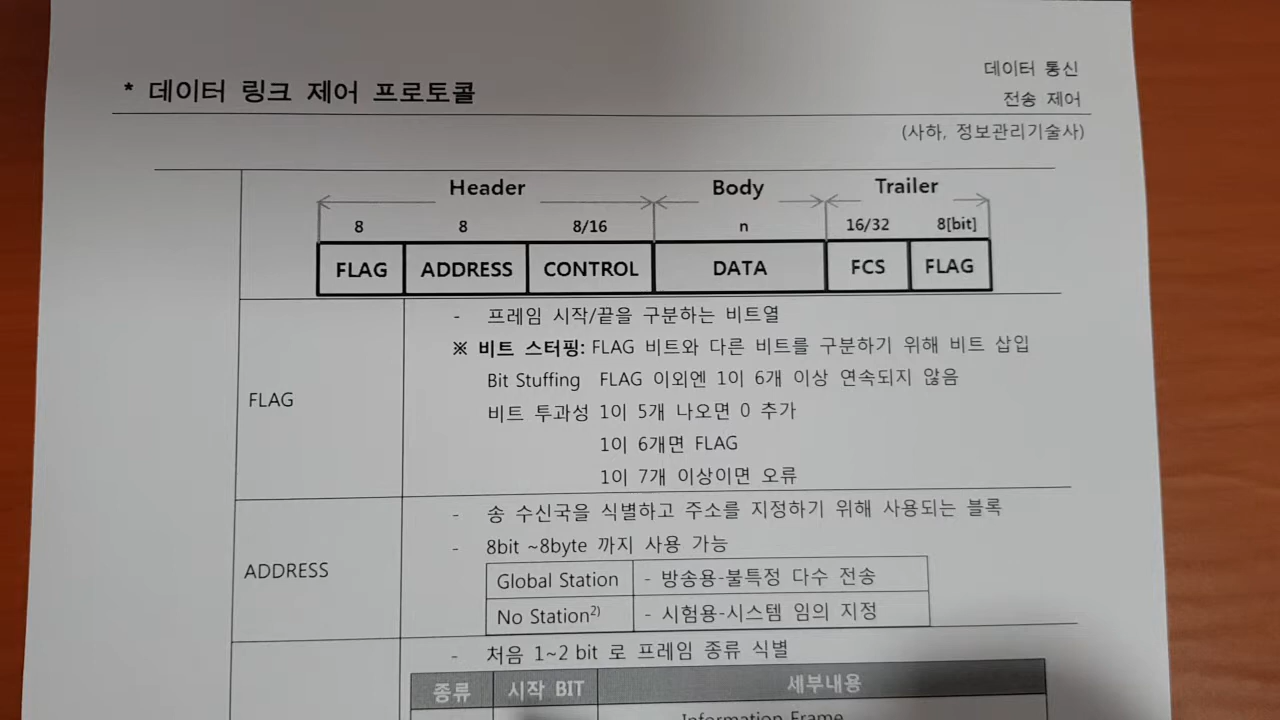 * 데이터 링크 제어 프로토콜
데이터 통신
전송 제어
(사하, 정보관리기술사)
Header Body Trailer
8 8 8/16 n 16/32 8[bit]
FLAG ADDRESS CONTROL DATA FCS FLAG
FLAG
- 프레임 시작/끝을 구분하는 비트열
※ 비트 스터핑: FLAG 비트와 다른 비트를 구분하기 위해 비트 삽입
Bit Stuffing FLAG 이외엔 1이 6개 이상 연속되지 않음
비트 투과성 1이 5개 나오면 0 추가
1이 6개면 FLAG
1이 7개 이상이면 오류
ADDRESS
- 송 수신국을 식별하고 주소를 지정하기 위해 사용되는 블록
- 8bit ~8byte 까지 사용 가능
Global Station - 방송용-불특정 다수 전송
No Station2) - 시험용-시스템 임의 지정
- 처음 1~2 bit 로 프레임 종류 식별
종류 시작 BIT 세부내용
Information Frame